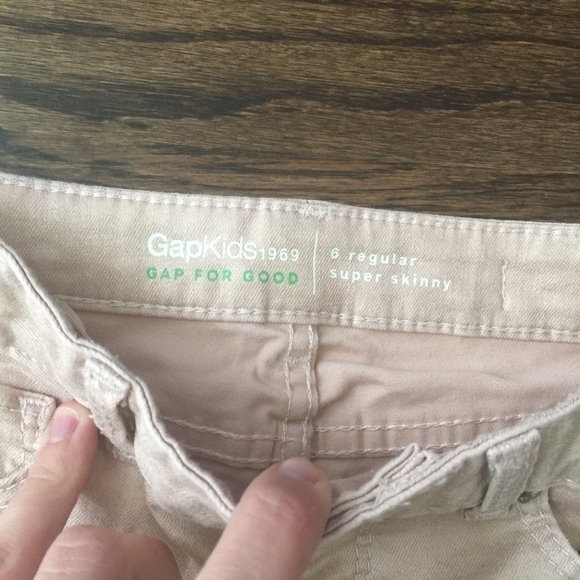 GapKids1969
GAP FOR GOOD
6 regular
super skinny